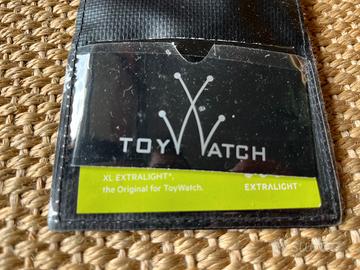 TOYWATCH
XL EXTRALIGHT®,
the Original for ToyWatch.
EXTRALIGHT®